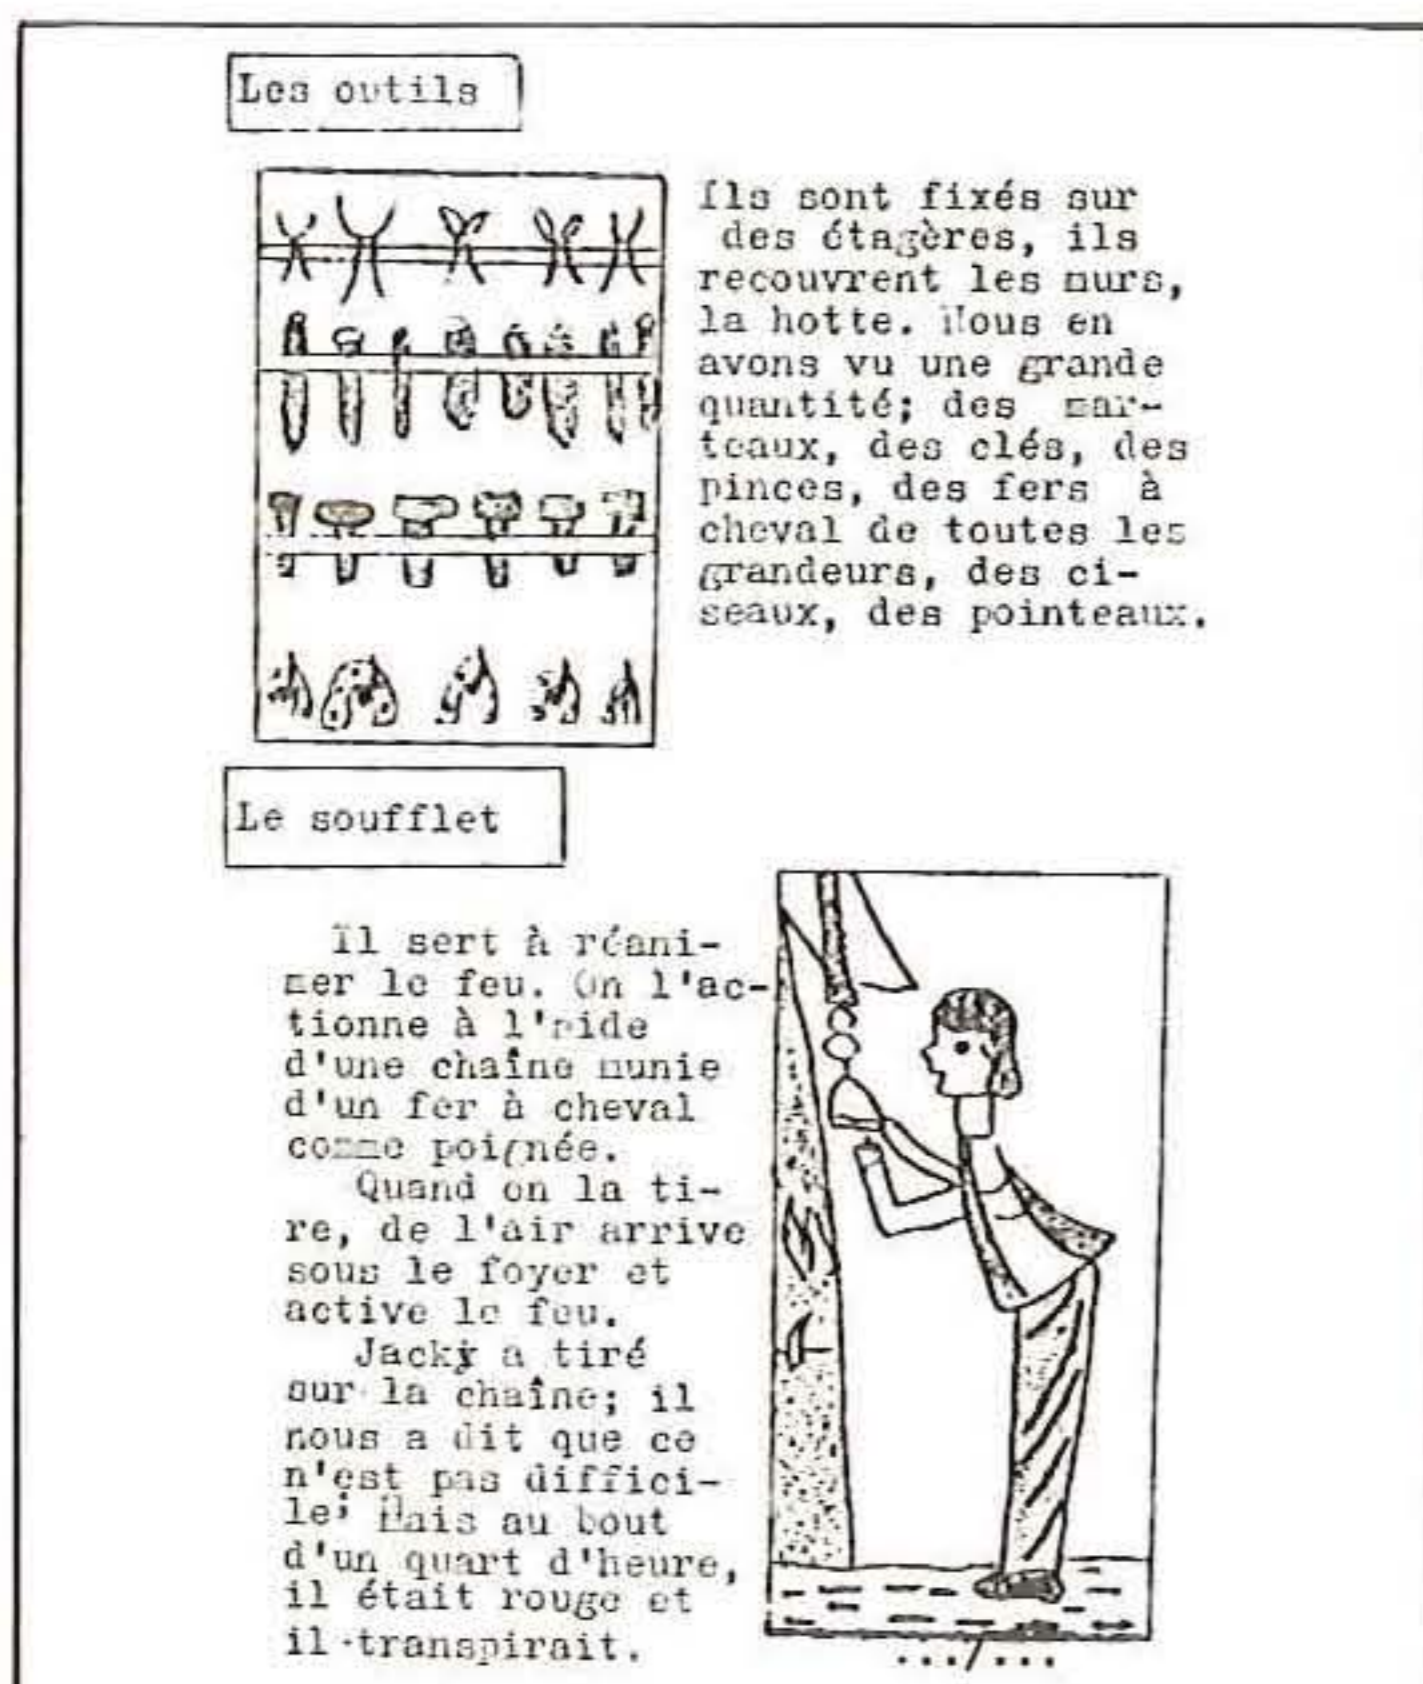 Les outils
Ils sont fixés sur
des étagères, ils
recouvrent les murs,
la hotte. Nous en
avons vu une grande
quantité; des mar-
teaux, des clés, des
pinces, des fers à
cheval de toutes les
grandeurs, des ci-
seaux, des pointeaux.
Le soufflet
Il sert à réani-
mer le feu. On l'ac-
tionne à l'aide
d'une chaîne munie
d'un fer à cheval
comme poignée.
Quand on la ti-
re, de l'air arrive
sous le foyer et
active le feu.
Jacky a tiré
sur la chaîne; il
nous a dit que ce
n'est pas diffici-
le; Mais au bout
d'un quart d'heure,
il était rouge et
il transpirait.
.../...